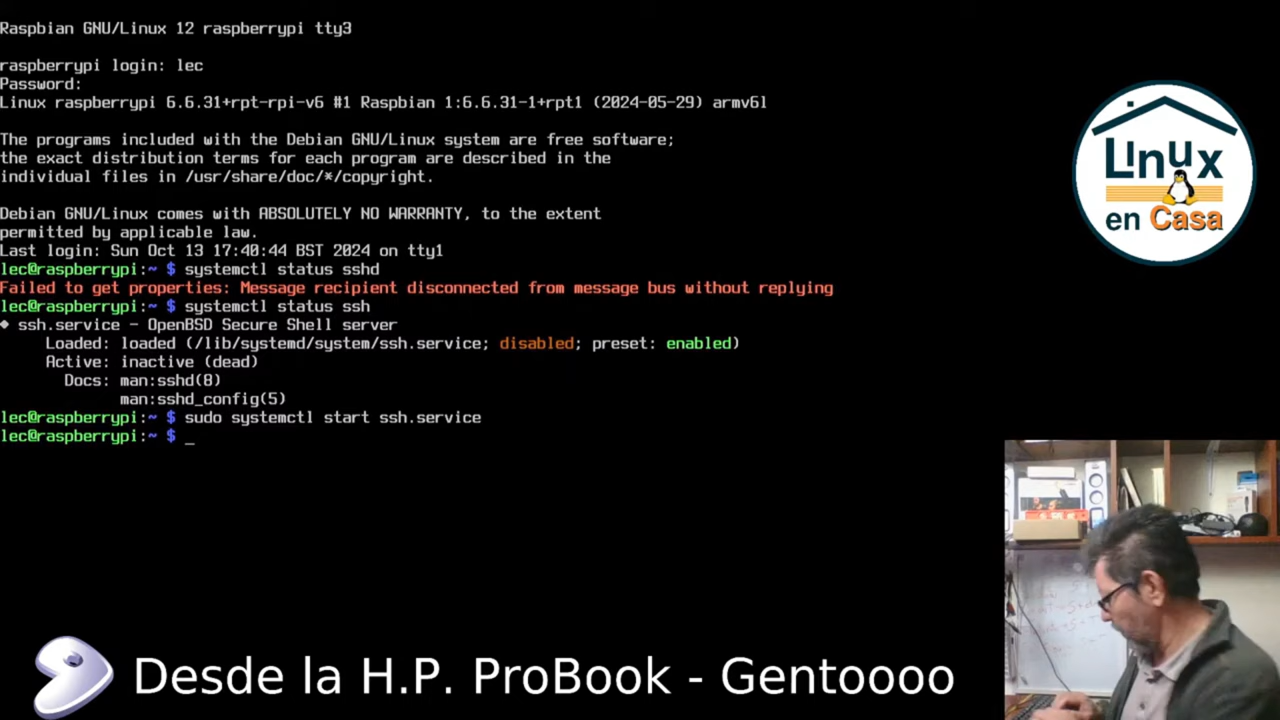 Raspbian GNU/Linux 12 raspberrypi tty3
raspberrypi login: lec
Password:
Linux raspberrypi 6.6.31+rpt-rpi-v6 #1 Raspbian 1:6.6.31-1+rpt1 (2024-05-29) armv6l
The programs included with the Debian GNU/Linux system are free software;
the exact distribution terms for each program are described in the
individual files in /usr/share/doc/*/copyright.
Debian GNU/Linux comes with ABSOLUTELY NO WARRANTY, to the extent
permitted by applicable law.
Last login: Sun Oct 13 17:40:44 BST 2024 on tty1
lec@raspberrypi:~ $ systemctl status sshd
Failed to get properties: Message recipient disconnected from message bus without replying
lec@raspberrypi:~ $ systemctl status ssh
◆ ssh.service - OpenBSD Secure Shell server
Loaded: loaded (/lib/systemd/system/ssh.service; disabled; preset: enabled)
Active: inactive (dead)
Docs: man:sshd(8)
man:sshd_config(5)
lec@raspberrypi:~ $ sudo systemctl start ssh.service
lec@raspberrypi:~ $ _
Linux
en Casa
Desde la H.P. ProBook - Gentoooo